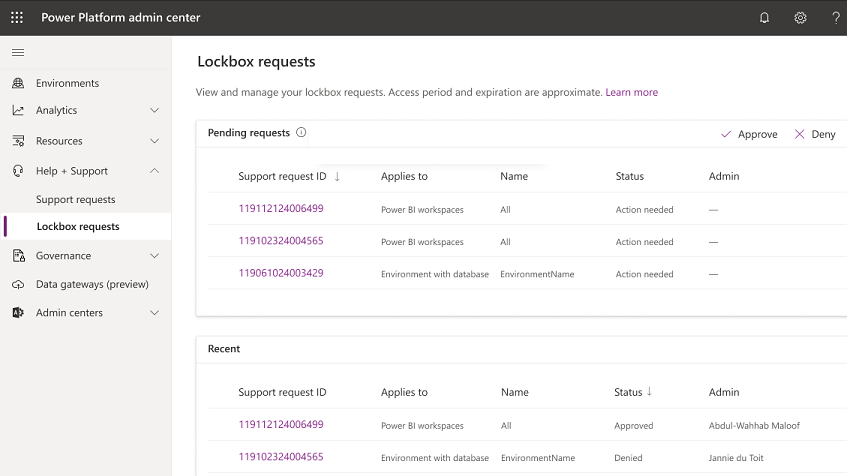 Power Platform admin center
?
Environments
Analytics
Resources
Help + Support
Support requests
Lockbox requests
Governance
Data gateways (preview)
Admin centers
Lockbox requests
View and manage your lockbox requests. Access period and expiration are approximate. Learn more
Pending requests Approve Deny
Support request ID ↓ Applies to Name Status Admin
119112124006499 Power BI workspaces All Action needed —
119102324004565 Power BI workspaces All Action needed —
119061024003429 Environment with database EnvironmentName Action needed —
Recent
Support request ID Applies to Name Status ↓ Admin
119112124006499 Power BI workspaces All Approved Abdul-Wahhab Maloof
119102324004565 Environment with database EnvironmentName Denied Jannie du Toit